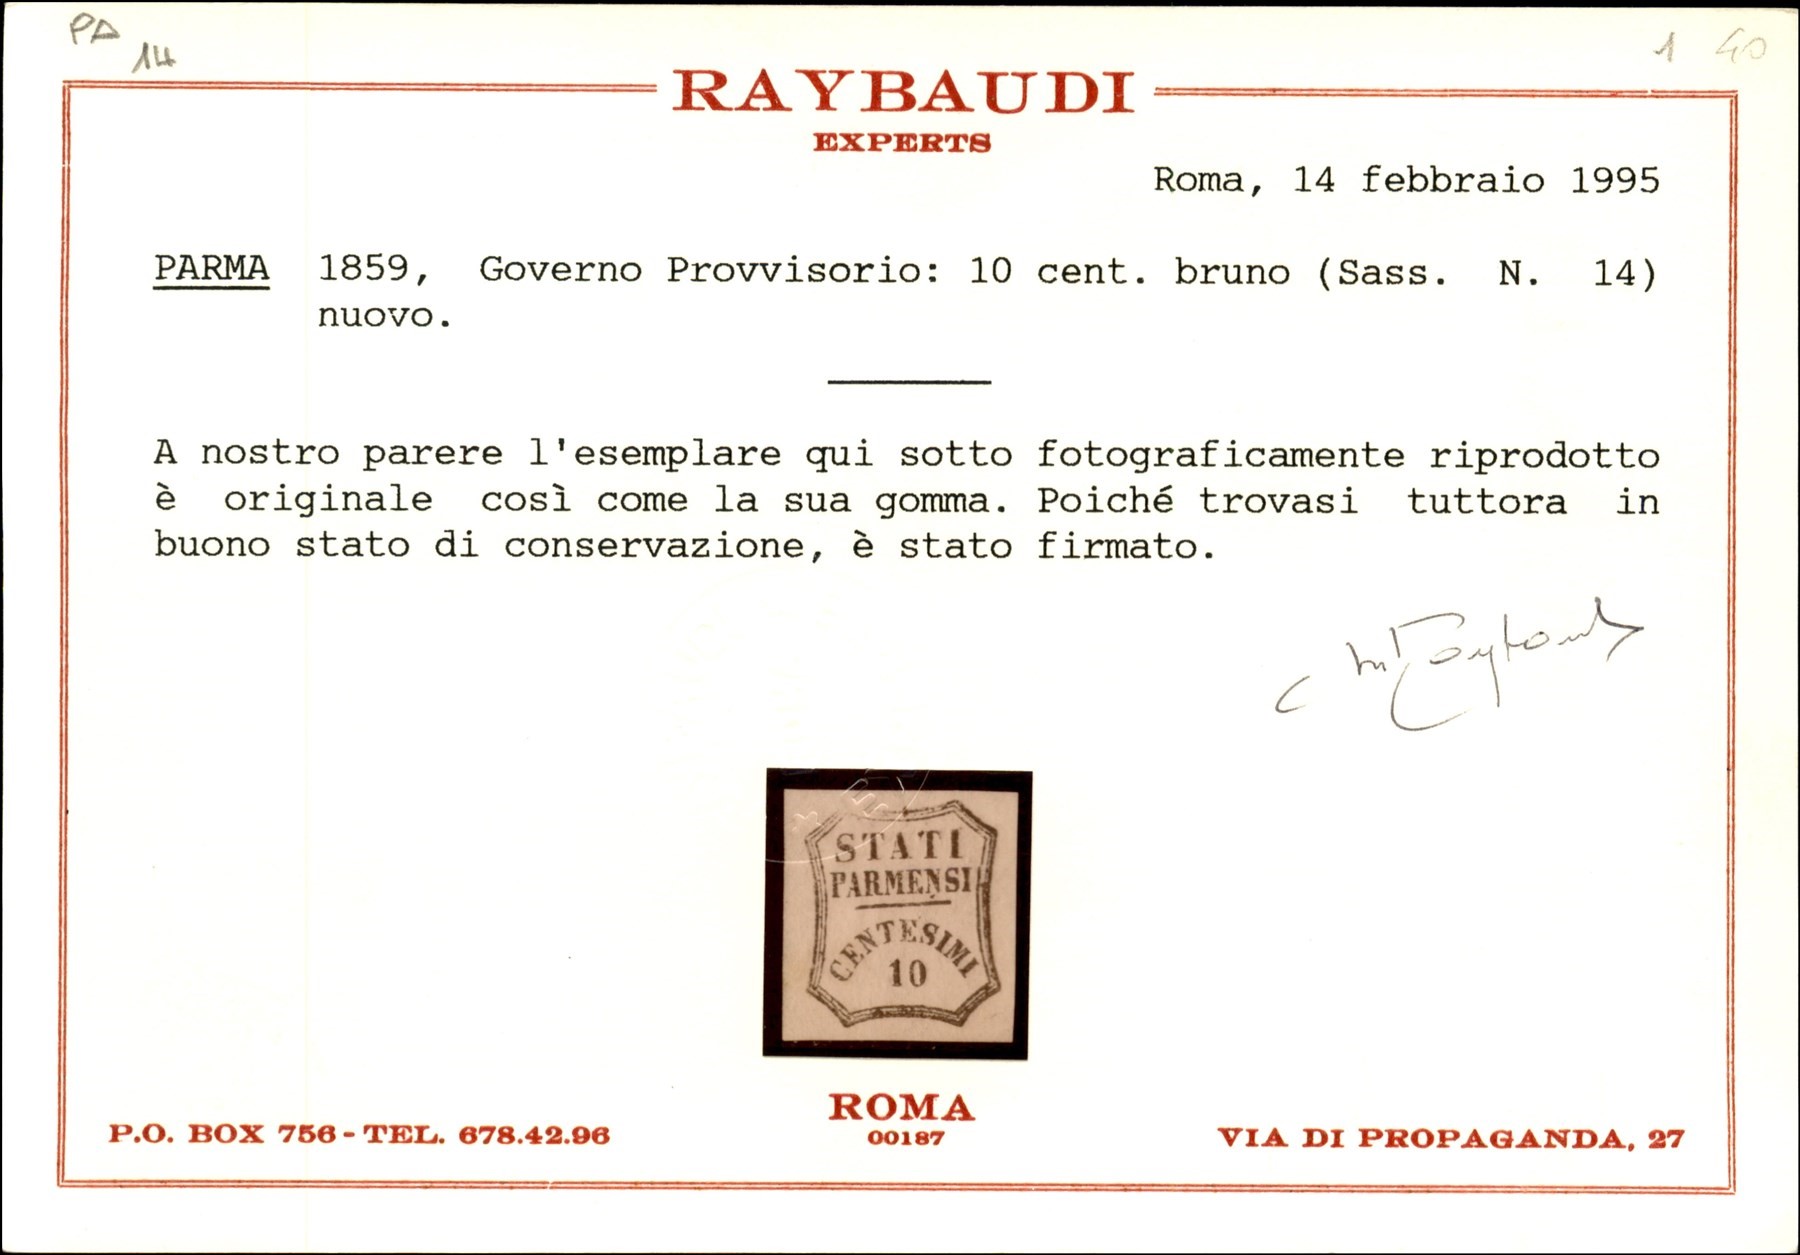 PD
14
1 40
RAYBAUDI
EXPERTS
Roma, 14 febbraio 1995
PARMA 1859, Governo Provvisorio: 10 cent. bruno (Sass. N. 14)
nuovo.
A nostro parere l'esemplare qui sotto fotograficamente riprodotto
è originale così come la sua gomma. Poiché trovasi tuttora in
buono stato di conservazione, è stato firmato.
STATI
PARMENSI
CENTESIMI
10
ROMA
00187
P.O. BOX 756 - TEL. 678.42.96
VIA DI PROPAGANDA, 27